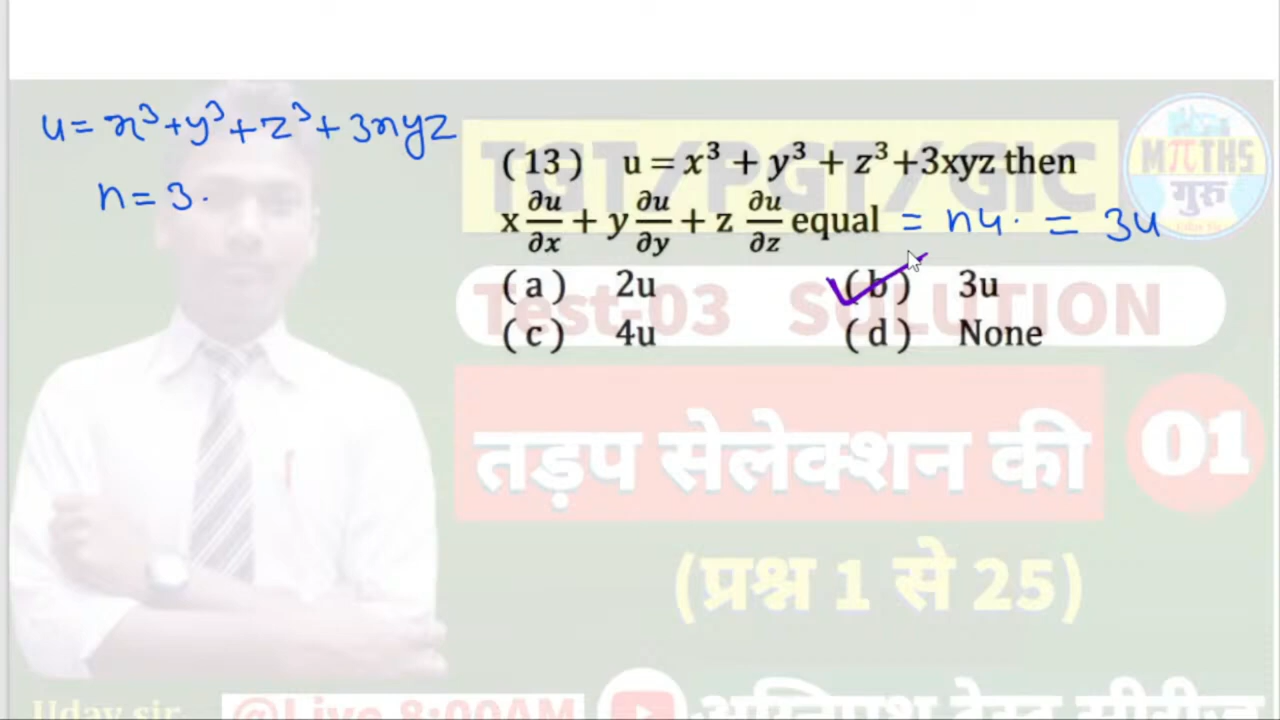 u = x³ + y³ + z³ + 3xyz
n = 3.
TGT/PGT/GIC
MπTHS
गुरु
(13) u = x³ + y³ + z³+3xyz then
x ∂u/∂x + y ∂u/∂y + z ∂u/∂z equal = nu. = 3u
(a) 2u (b) 3u
Test-03 SOLUTION
(c) 4u (d) None
तड़प सेलेक्शन की 01
(प्रश्न 1 से 25)
Uday sir @Live 8:00AM